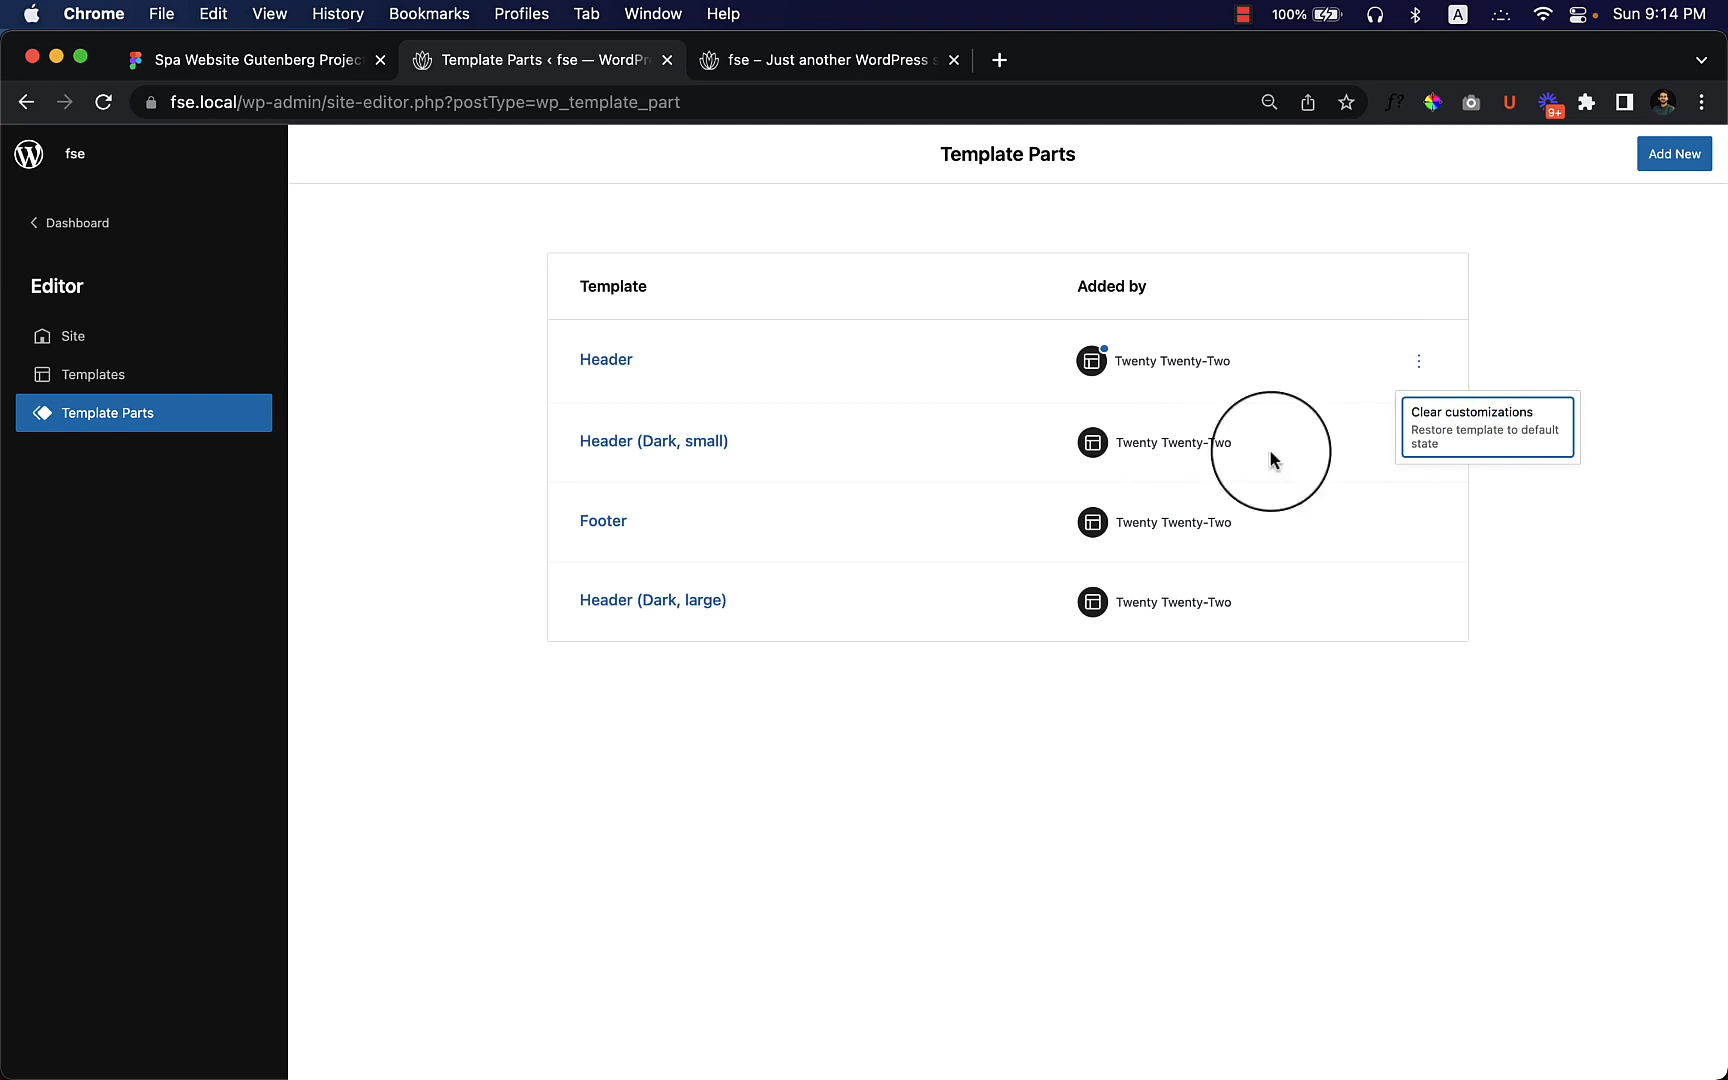 Chrome File Edit View History Bookmarks Profiles Tab Window Help 100% A Sun 9:14 PM
Spa Website Gutenberg Projec Template Parts ‹ fse — WordPr fse – Just another WordPress s
fse.local/wp-admin/site-editor.php?postType=wp_template_part f? U 9+
fse Template Parts Add New
Dashboard
Editor
Site
Templates
Template Parts
Template Added by
Header Twenty Twenty-Two
Clear customizations
Restore template to default
state
Header (Dark, small) Twenty Twenty-Two
Footer Twenty Twenty-Two
Header (Dark, large) Twenty Twenty-Two